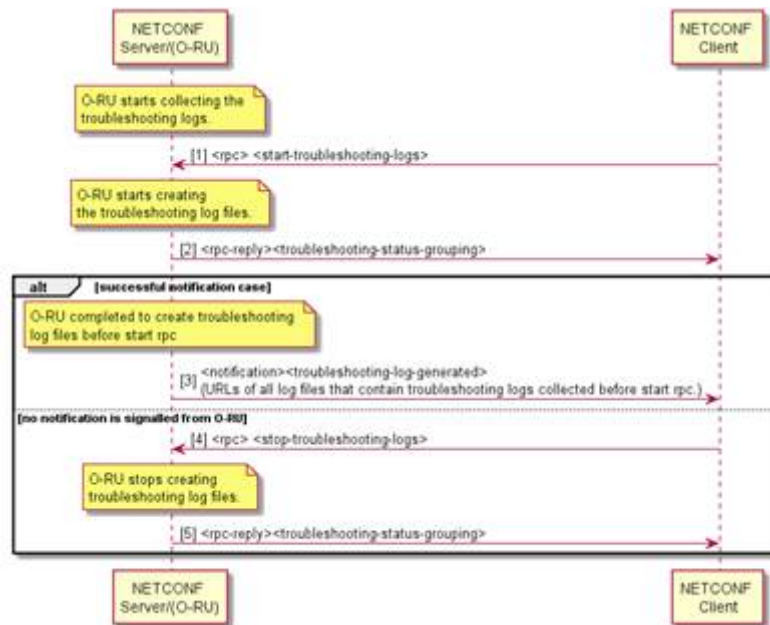 NETCONF
Server/(O-RU)
NETCONF
Client
O-RU starts collecting the
troubleshooting logs.
[1] <rpc> <start-troubleshooting-logs>
O-RU starts creating
the troubleshooting log files.
[2] <rpc-reply><troubleshooting-status-grouping>
alt [successful notification case]
O-RU completed to create troubleshooting
log files before start rpc
[3] <notification><troubleshooting-log-generated>
(URLs of all log files that contain troubleshooting logs collected before start rpc.)
[no notification is signalled from O-RU]
[4] <rpc> <stop-troubleshooting-logs>
O-RU stops creating
troubleshooting log files.
[5] <rpc-reply><troubleshooting-status-grouping>
NETCONF
Server/(O-RU)
NETCONF
Client